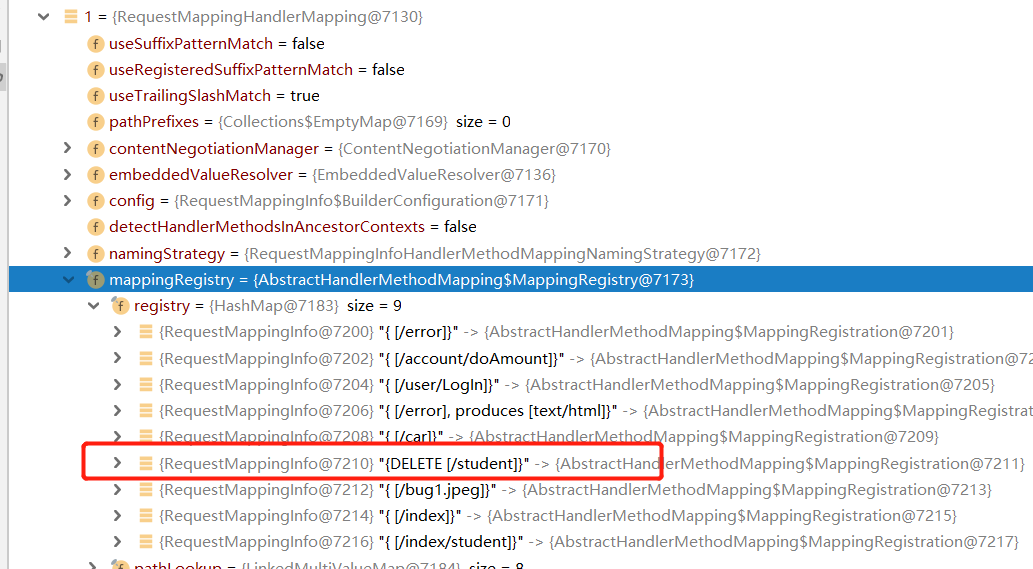 1 = {RequestMappingHandlerMapping@7130}
f useSuffixPatternMatch = false
f useRegisteredSuffixPatternMatch = false
f useTrailingSlashMatch = true
f pathPrefixes = {Collections$EmptyMap@7169} size = 0
f contentNegotiationManager = {ContentNegotiationManager@7170}
f embeddedValueResolver = {EmbeddedValueResolver@7136}
f config = {RequestMappingInfo$BuilderConfiguration@7171}
f detectHandlerMethodsInAncestorContexts = false
f namingStrategy = {RequestMappingInfoHandlerMethodMappingNamingStrategy@7172}
f mappingRegistry = {AbstractHandlerMethodMapping$MappingRegistry@7173}
f registry = {HashMap@7183} size = 9
{RequestMappingInfo@7200} "{ [/error]}" -> {AbstractHandlerMethodMapping$MappingRegistration@7201}
{RequestMappingInfo@7202} "{ [/account/doAmount]}" -> {AbstractHandlerMethodMapping$MappingRegistration@72
{RequestMappingInfo@7204} "{ [/user/LogIn]}" -> {AbstractHandlerMethodMapping$MappingRegistration@7205}
{RequestMappingInfo@7206} "{ [/error], produces [text/html]}" -> {AbstractHandlerMethodMapping$MappingRegistra
{RequestMappingInfo@7208} "{ [/car]}" -> {AbstractHandlerMethodMapping$MappingRegistration@7209}
{RequestMappingInfo@7210} "{DELETE [/student]}" -> {AbstractHandlerMethodMapping$MappingRegistration@7211}
{RequestMappingInfo@7212} "{ [/bug1.jpeg]}" -> {AbstractHandlerMethodMapping$MappingRegistration@7213}
{RequestMappingInfo@7214} "{ [/index]}" -> {AbstractHandlerMethodMapping$MappingRegistration@7215}
{RequestMappingInfo@7216} "{ [/index/student]}" -> {AbstractHandlerMethodMapping$MappingRegistration@7217}
f pathLookup = {LinkedMultiValueMap@7184} size = 8